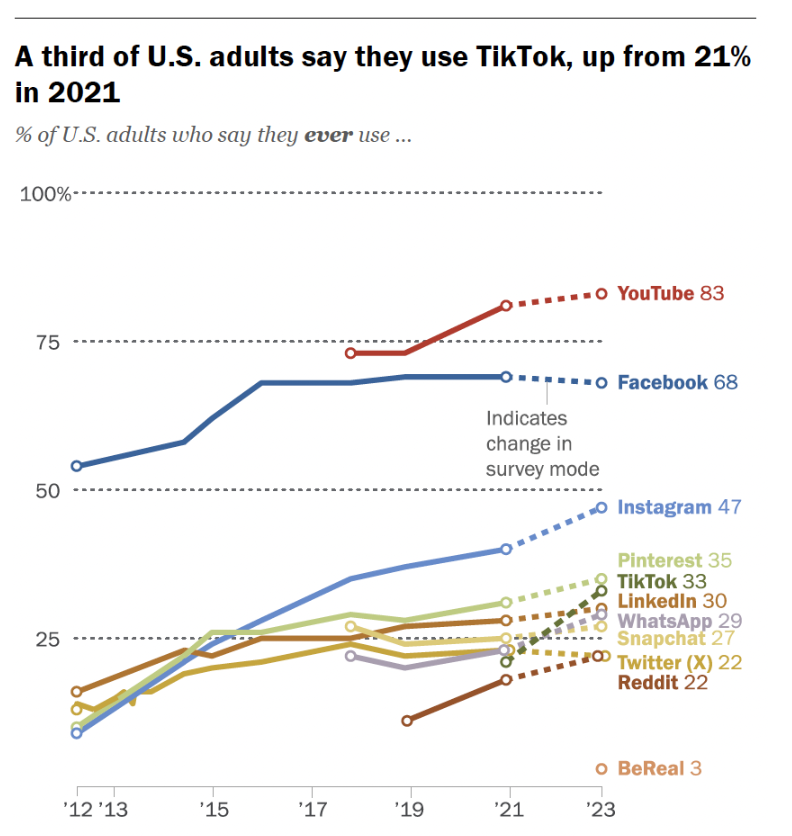 A third of U.S. adults say they use TikTok, up from 21%
in 2021
% of U.S. adults who say they ever use ...
100%
YouTube 83
75
Facebook 68
Indicates
change in
survey mode
50
Instagram 47
Pinterest 35
TikTok 33
LinkedIn 30
WhatsApp 29
25
Snapchat 27
Twitter (X) 22
Reddit 22
BeReal 3
'12 '13 '15 '17 '19 '21 '23